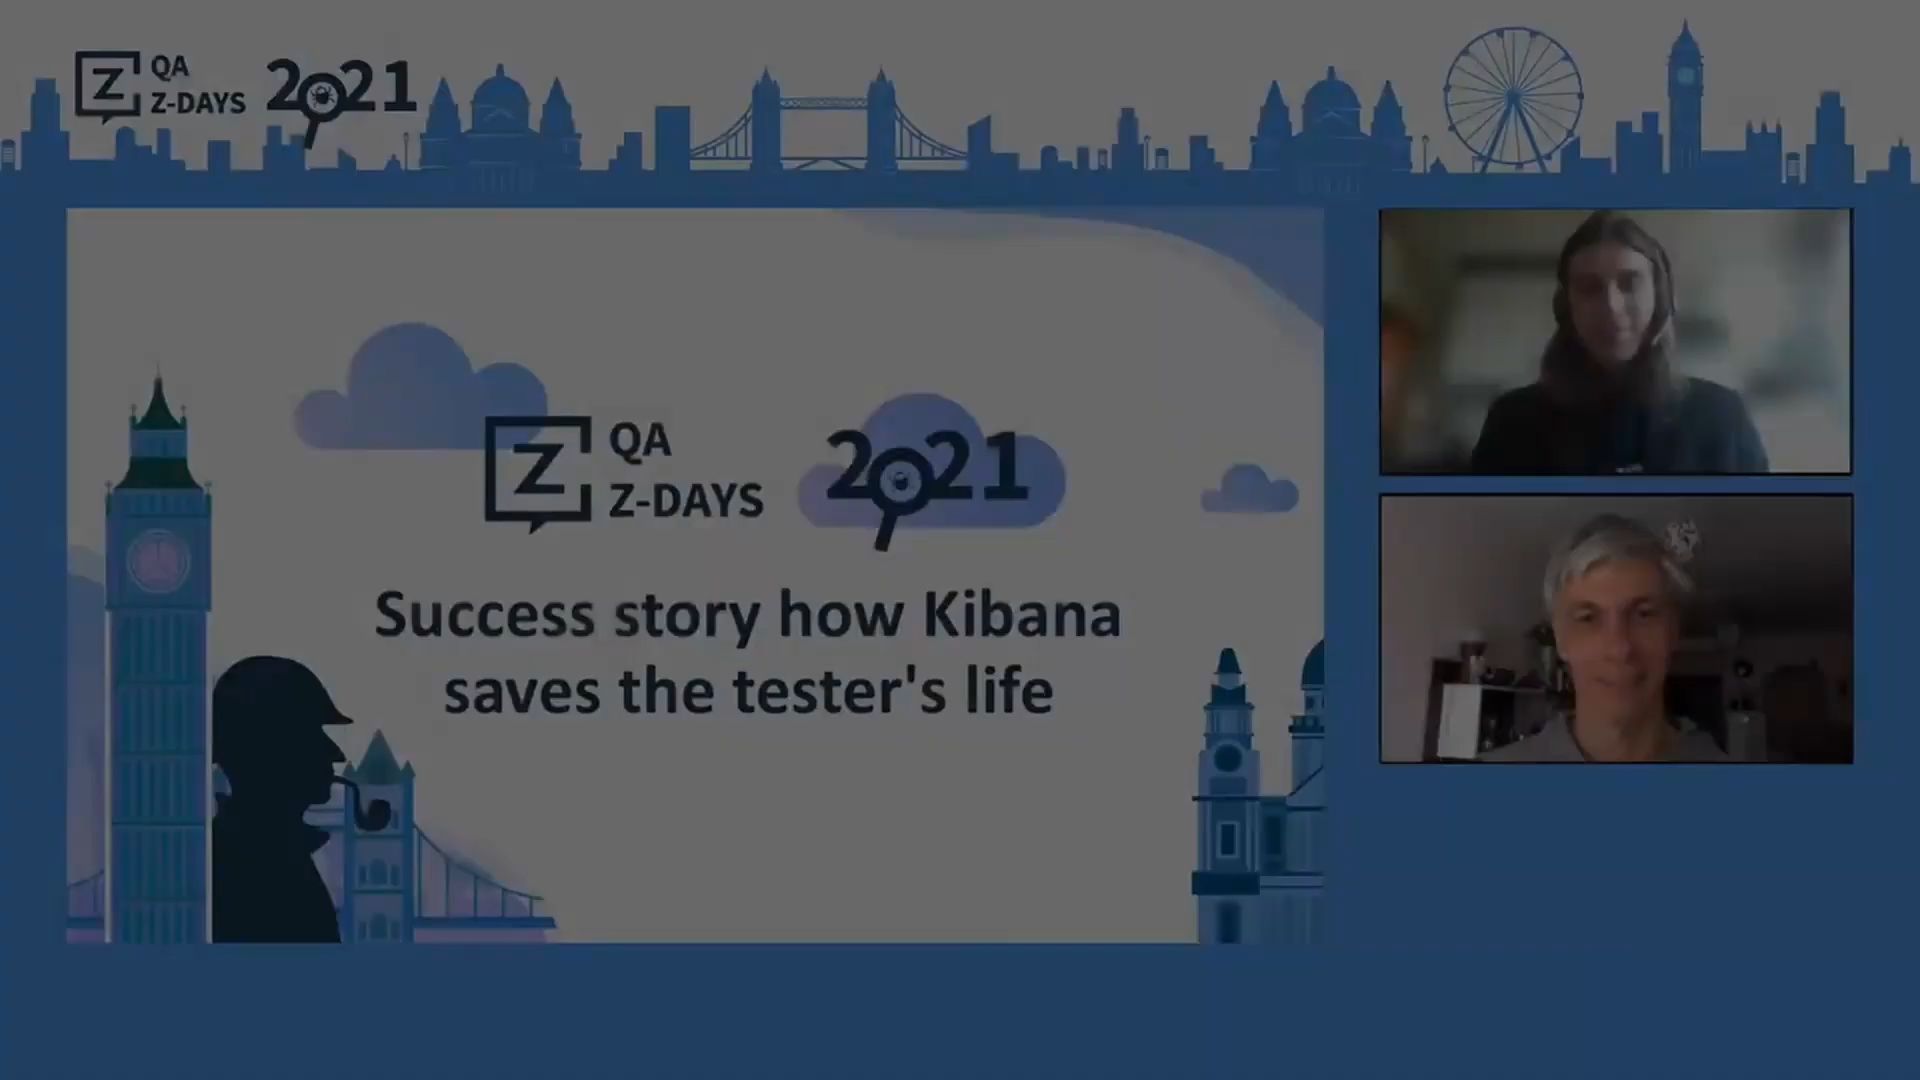 QA
Z-DAYS
2021
QA
Z-DAYS
2021
Success story how Kibana
saves the tester's life